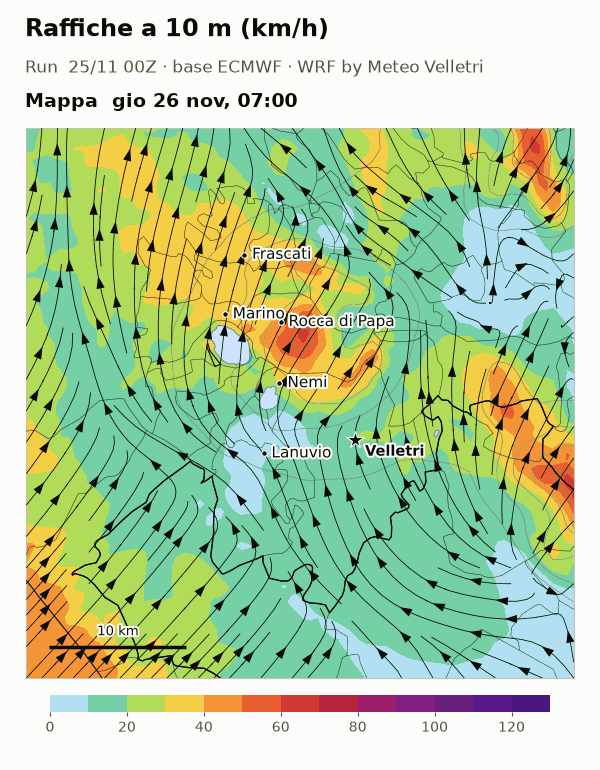 Raffiche a 10 m (km/h)
Run  25/11 00Z · base ECMWF · WRF by Meteo Velletri
Mappa  gio 26 nov, 07:00
Frascati
Marino
Rocca di Papa
Nemi
Lanuvio
Velletri
10 km
0 20 40 60 80 100 120